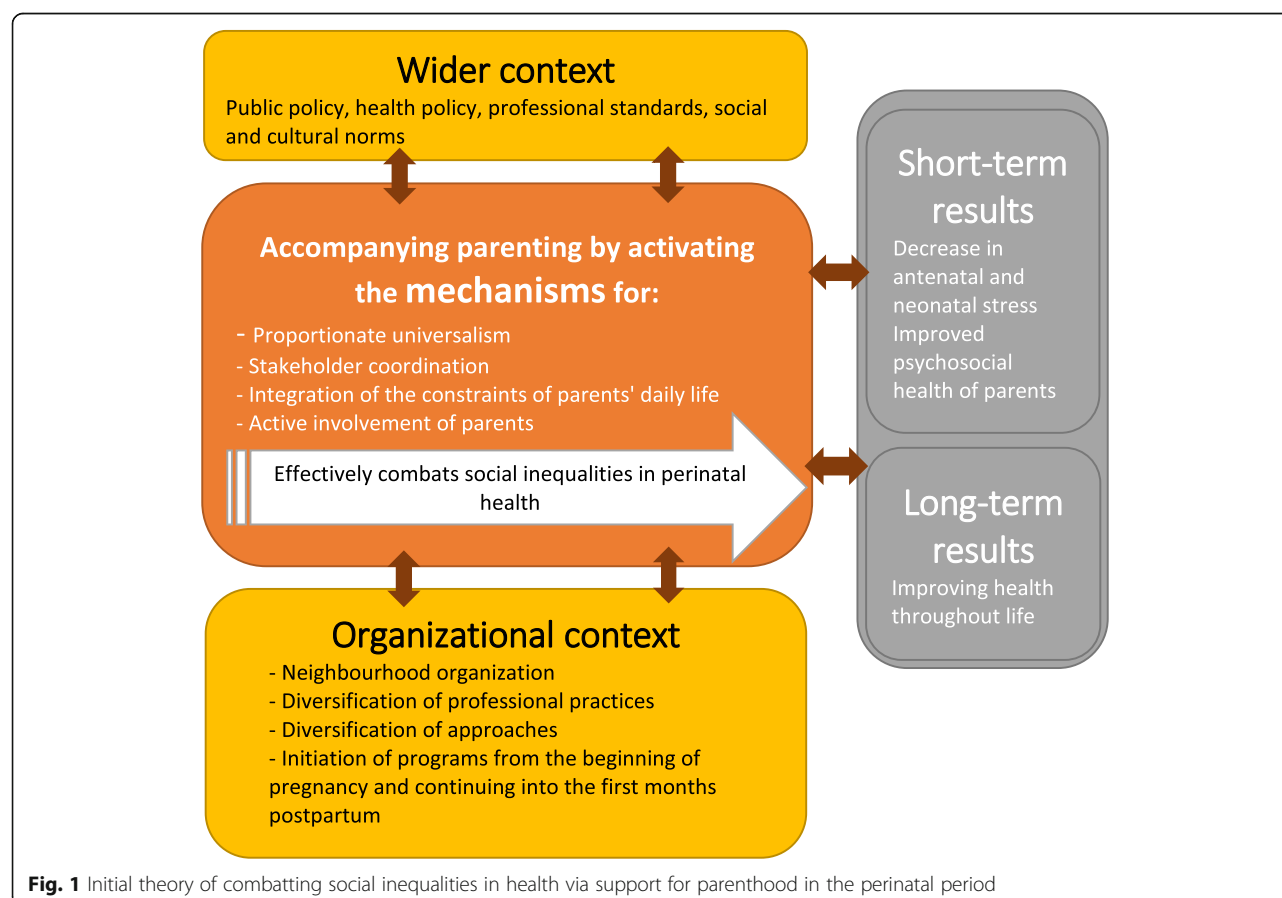 Wider context
Public policy, health policy, professional standards, social
and cultural norms
Accompanying parenting by activating
the mechanisms for:
- Proportionate universalism
- Stakeholder coordination
- Integration of the constraints of parents' daily life
- Active involvement of parents
Effectively combats social inequalities in perinatal
health
Organizational context
- Neighbourhood organization
- Diversification of professional practices
- Diversification of approaches
- Initiation of programs from the beginning of
pregnancy and continuing into the first months
postpartum
Short-term
results
Decrease in
antenatal and
neonatal stress
Improved
psychosocial
health of parents
Long-term
results
Improving health
throughout life
Fig. 1 Initial theory of combatting social inequalities in health via support for parenthood in the perinatal period